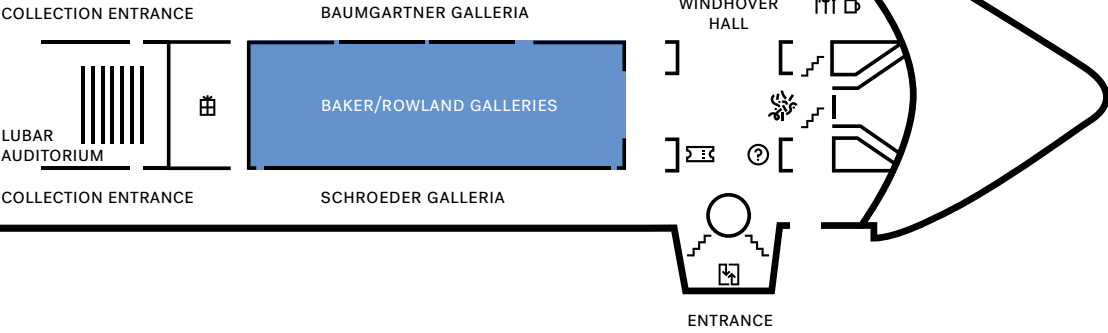 COLLECTION ENTRANCE
BAUMGARTNER GALLERIA
WINDHOVER
HALL
BAKER/ROWLAND GALLERIES
LUBAR
AUDITORIUM
COLLECTION ENTRANCE
SCHROEDER GALLERIA
ENTRANCE